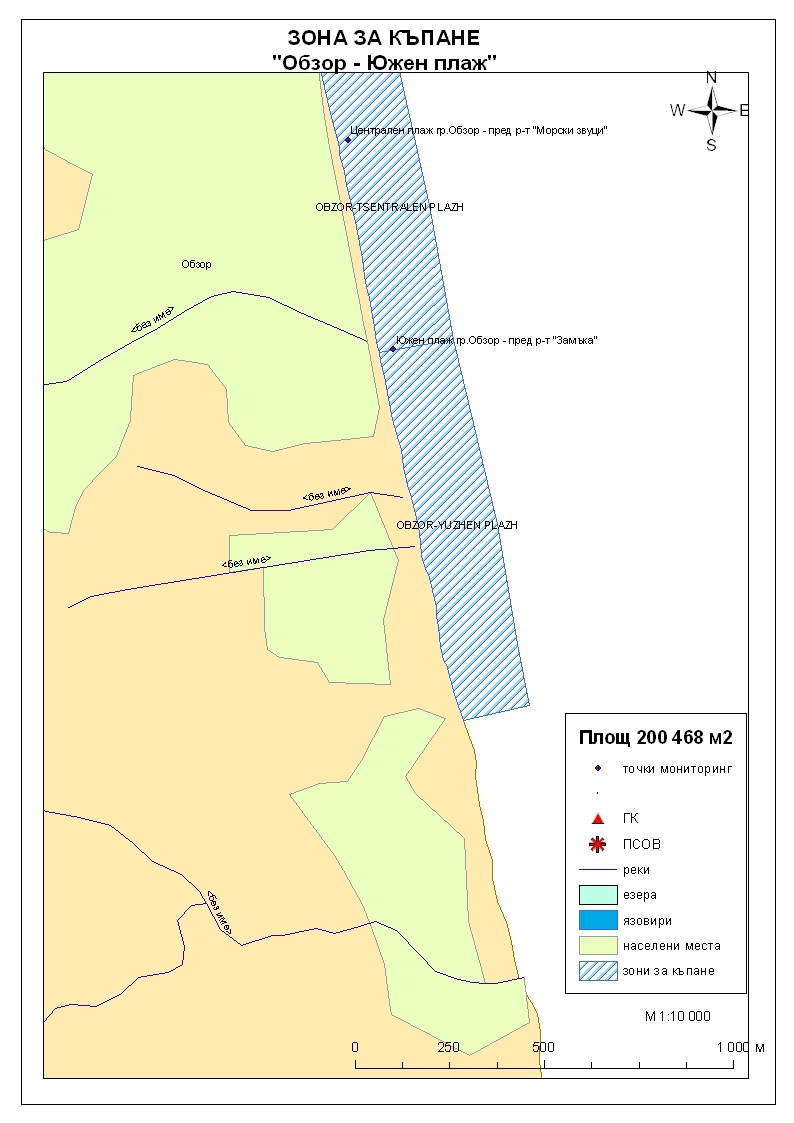 ЗОНА ЗА КЪПАНЕ
"Обзор - Южен плаж"
N
W E
S
Централен плаж гр.Обзор - пред р-т "Морски звуци"
OBZOR-TSENTRALEN PLAZH
Обзор
<без име>
Южен плаж гр.Обзор - пред р-т "Замъка"
<без име>
OBZOR-YUZHEN PLAZH
<без име>
Площ 200 468 м2
точки мониторинг
ГК
ПСОВ
реки
езера
язовири
населени места
зони за къпане
<без име>
М 1:10 000
0 250 500 1 000 м